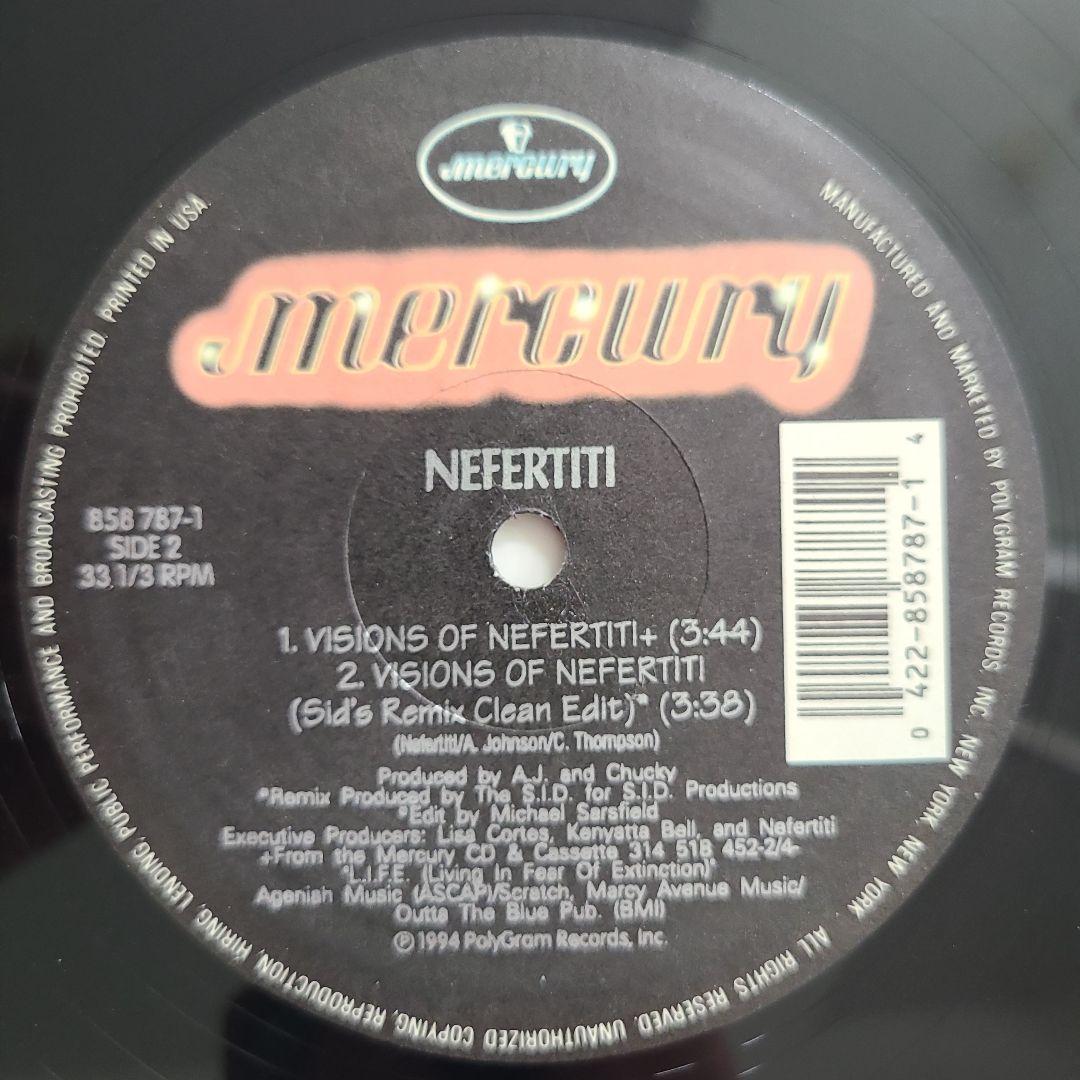 mercury
mercury
NEFERTITI
858 787-1
SIDE 2
33 1/3 RPM
1. VISIONS OF NEFERTITI+ (3:44)
2. VISIONS OF NEFERTITI
(Sid's Remix Clean Edit)* (3:38)
(Nefertiti/A. Johnson/C. Thompson)
Produced by A.J. and Chucky
*Remix Produced by The S.I.D. for S.I.D. Productions
*Edit by Michael Sarsfield
Executive Producers: Lisa Cortes, Kenyatta Bell, and Nefertiti
+From the Mercury CD & Cassette 314 518 452-2/4-
"L.I.F.E. (Living In Fear Of Extinction)"
Agenish Music (ASCAP)/Scratch, Marcy Avenue Music/
Outta The Blue Pub. (BMI)
℗ 1994 PolyGram Records, Inc.
0 422-858787-1 4
MANUFACTURED AND MARKETED BY POLYGRAM RECORDS, INC. NEW YORK, NEW YORK. ALL RIGHTS RESERVED. UNAUTHORIZED COPYING, REPRODUCTION, HIRING, LENDING, PUBLIC PERFORMANCE AND BROADCASTING PROHIBITED. PRINTED IN USA.